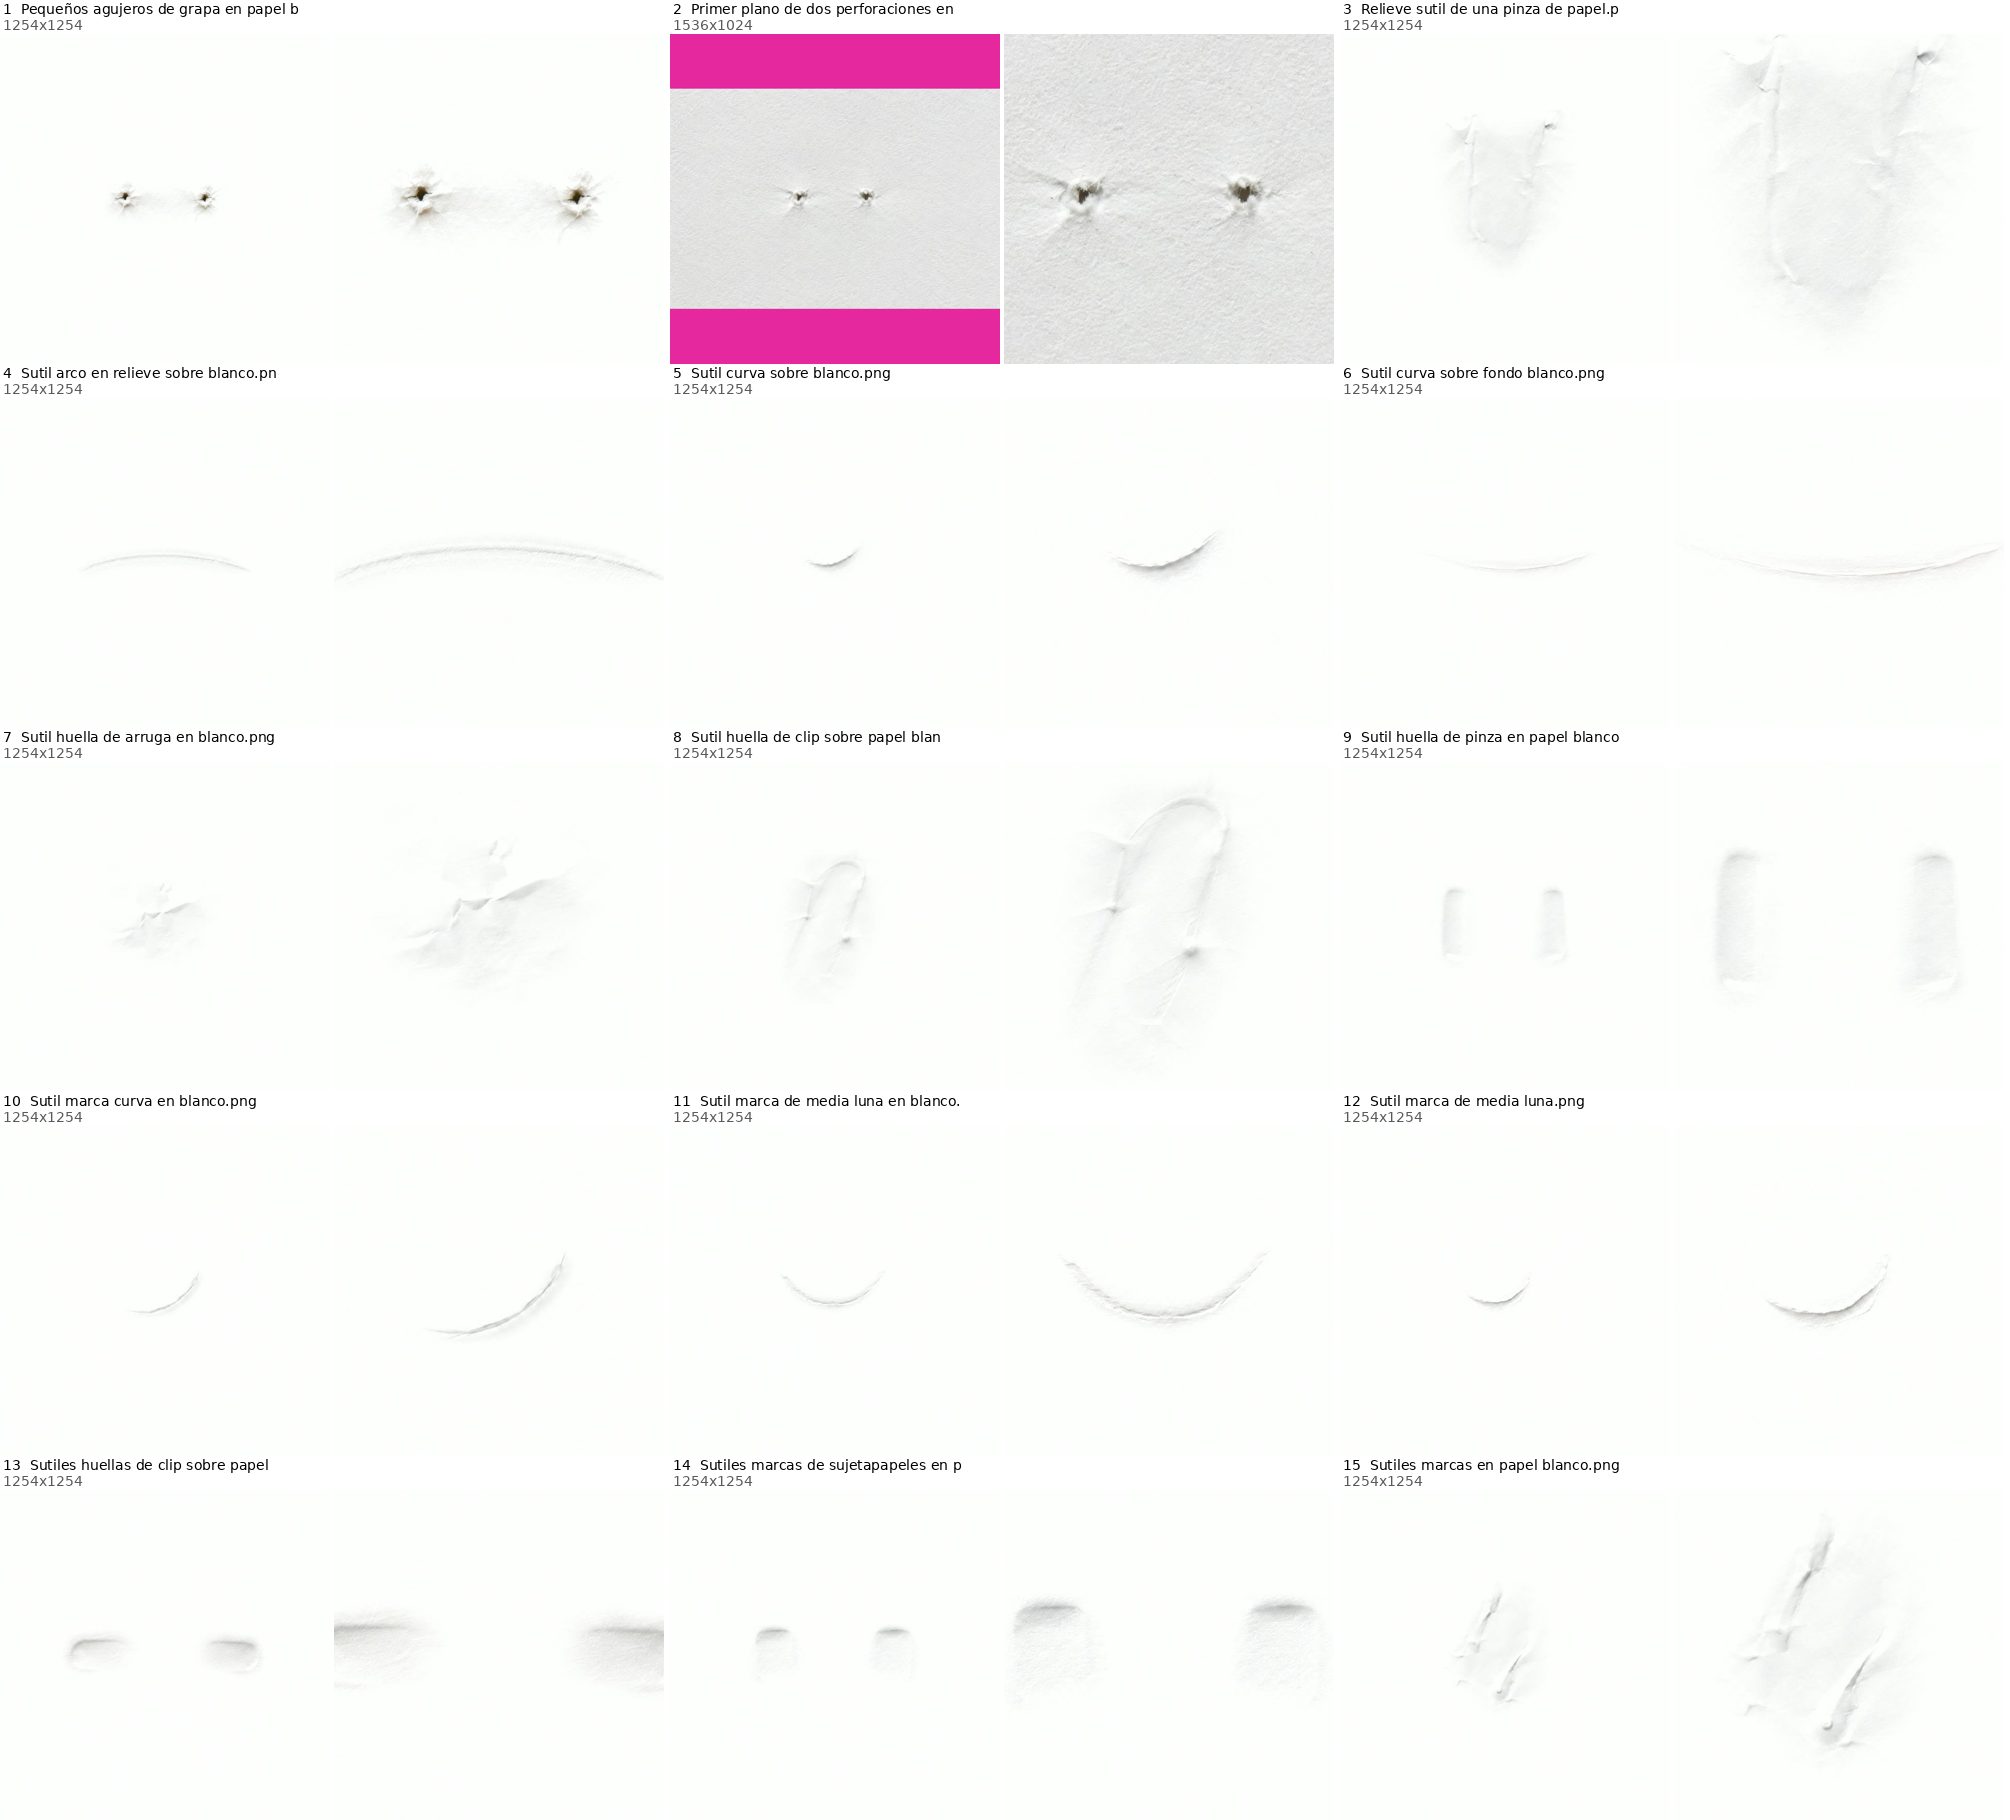 1 Pequeños agujeros de grapa en papel b
1254x1254
2 Primer plano de dos perforaciones en
1536x1024
3 Relieve sutil de una pinza de papel.p
1254x1254
4 Sutil arco en relieve sobre blanco.pn
1254x1254
5 Sutil curva sobre blanco.png
1254x1254
6 Sutil curva sobre fondo blanco.png
1254x1254
7 Sutil huella de arruga en blanco.png
1254x1254
8 Sutil huella de clip sobre papel blan
1254x1254
9 Sutil huella de pinza en papel blanco
1254x1254
10 Sutil marca curva en blanco.png
1254x1254
11 Sutil marca de media luna en blanco.
1254x1254
12 Sutil marca de media luna.png
1254x1254
13 Sutiles huellas de clip sobre papel
1254x1254
14 Sutiles marcas de sujetapapeles en p
1254x1254
15 Sutiles marcas en papel blanco.png
1254x1254